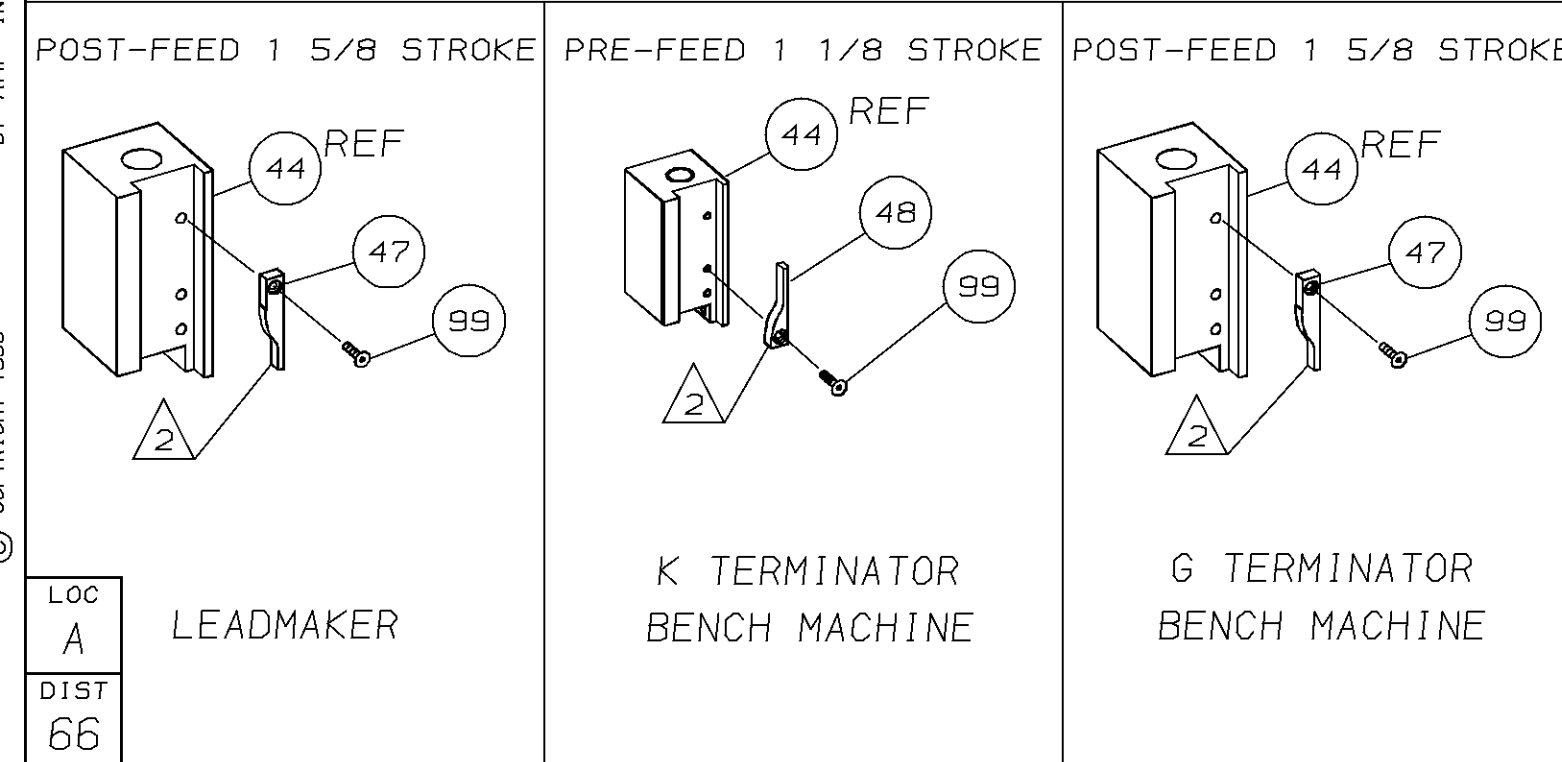 POST-FEED 1 5/8 STROKE
44 REF
47
99
2
LEADMAKER
PRE-FEED 1 1/8 STROKE
44 REF
48
99
2
K TERMINATOR
BENCH MACHINE
POST-FEED 1 5/8 STROKE
44 REF
47
99
2
G TERMINATOR
BENCH MACHINE
LOC
A
DIST
66